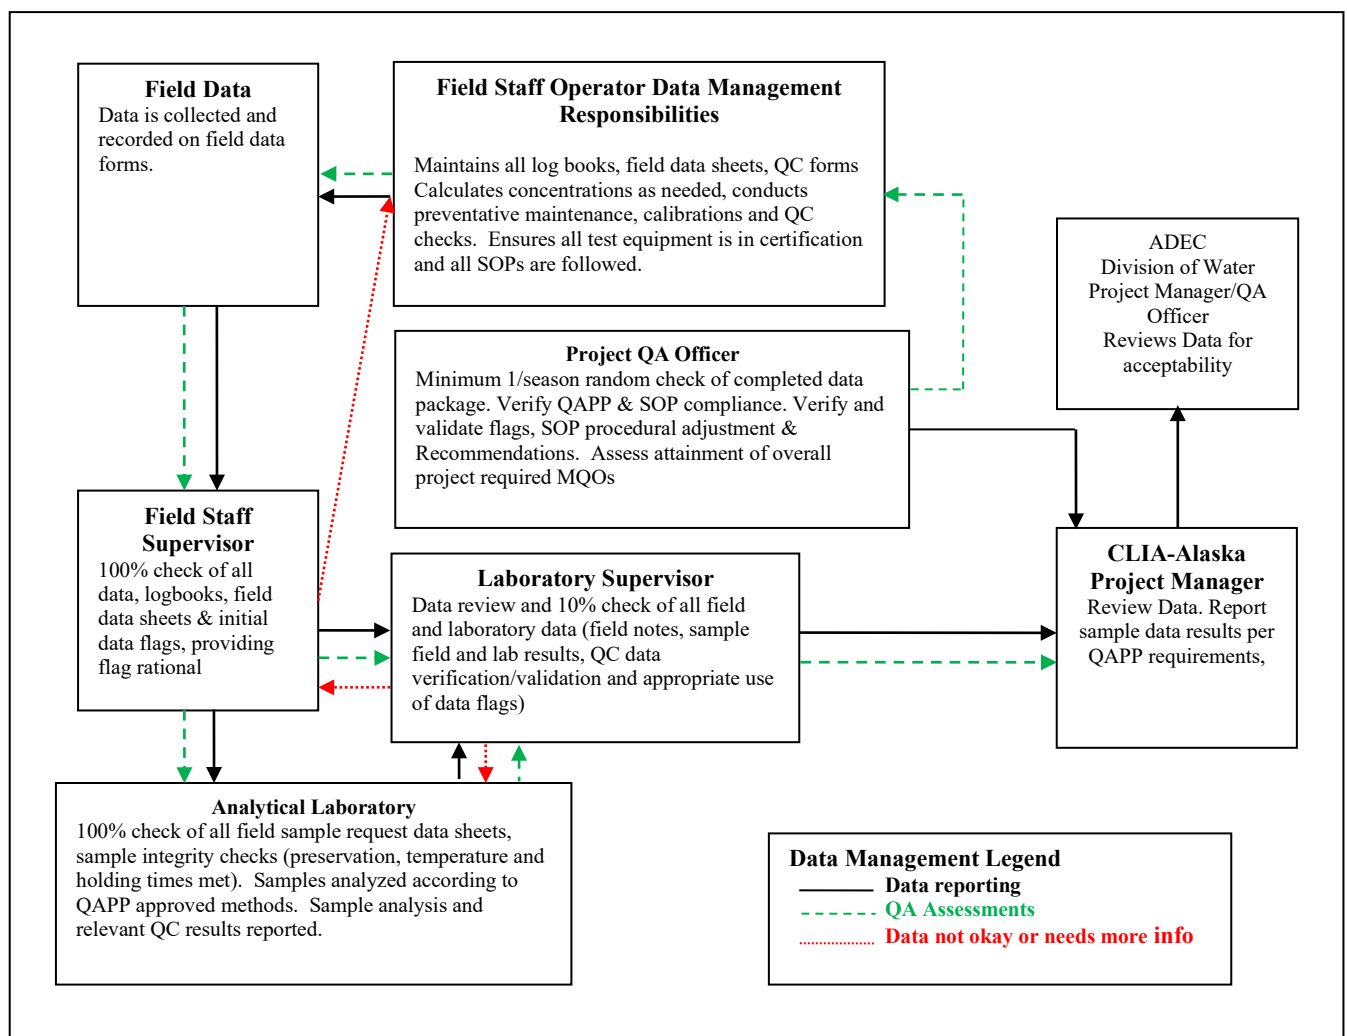 Field Data
Data is collected and
recorded on field data
forms.
Field Staff Operator Data Management
Responsibilities
Maintains all log books, field data sheets, QC forms
Calculates concentrations as needed, conducts
preventative maintenance, calibrations and QC
checks.  Ensures all test equipment is in certification
and all SOPs are followed.
ADEC
Division of Water
Project Manager/QA
Officer
Reviews Data for
acceptability
Project QA Officer
Minimum 1/season random check of completed data
package. Verify QAPP & SOP compliance. Verify and
validate flags, SOP procedural adjustment &
Recommendations.  Assess attainment of overall
project required MQOs
Field Staff
Supervisor
100% check of all
data, logbooks, field
data sheets & initial
data flags, providing
flag rational
Laboratory Supervisor
Data review and 10% check of all field
and laboratory data (field notes, sample
field and lab results, QC data
verification/validation and appropriate use
of data flags)
CLIA-Alaska
Project Manager
Review Data. Report
sample data results per
QAPP requirements,
Analytical Laboratory
100% check of all field sample request data sheets,
sample integrity checks (preservation, temperature and
holding times met).  Samples analyzed according to
QAPP approved methods.  Sample analysis and
relevant QC results reported.
Data Management Legend
Data reporting
QA Assessments
Data not okay or needs more info